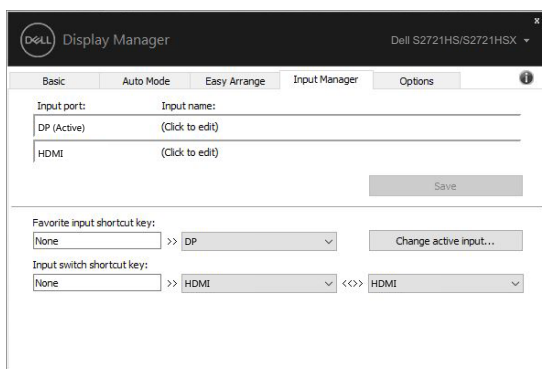 DELL Display Manager
Dell S2721HS/S2721HSX
x
Basic Auto Mode Easy Arrange Input Manager Options
Input port: Input name:
DP (Active) (Click to edit)
HDMI (Click to edit)
Save
Favorite input shortcut key:
None >> DP Change active input...
Input switch shortcut key:
None >> HDMI <<>> HDMI